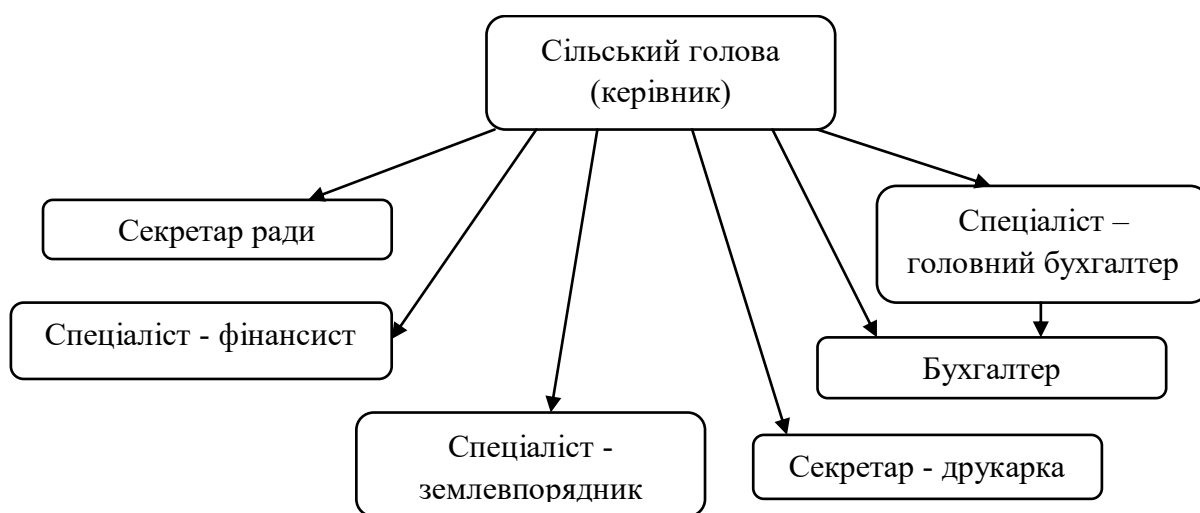 Сільський голова
(керівник)
Секретар ради
Спеціаліст –
головний бухгалтер
Спеціаліст - фінансист
Бухгалтер
Спеціаліст -
землевпорядник
Секретар - друкарка